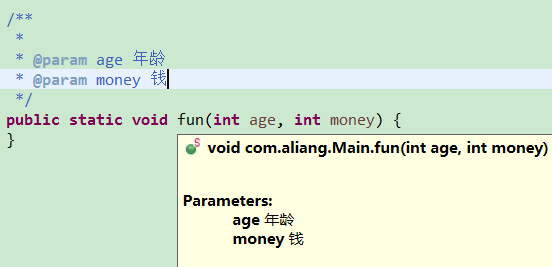 /**
 *
 * @param age 年龄
 * @param money 钱
 */
public static void fun(int age, int money) {
}
S void com.aliang.Main.fun(int age, int money)
Parameters:
age 年龄
money 钱